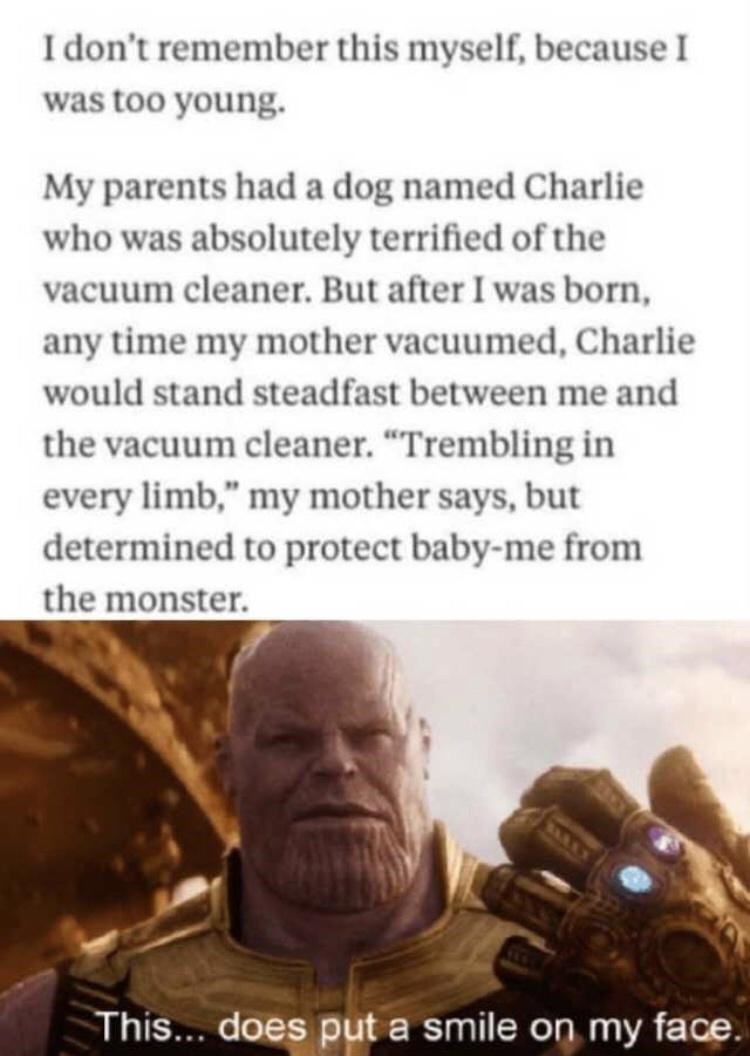 I don't remember this myself, because I
was too young.
My parents had a dog named Charlie
who was absolutely terrified of the
vacuum cleaner. But after I was born,
any time my mother vacuumed, Charlie
would stand steadfast between me and
the vacuum cleaner. “Trembling in
every limb,” my mother says, but
determined to protect baby-me from
the monster.
This... does put a smile on my face.